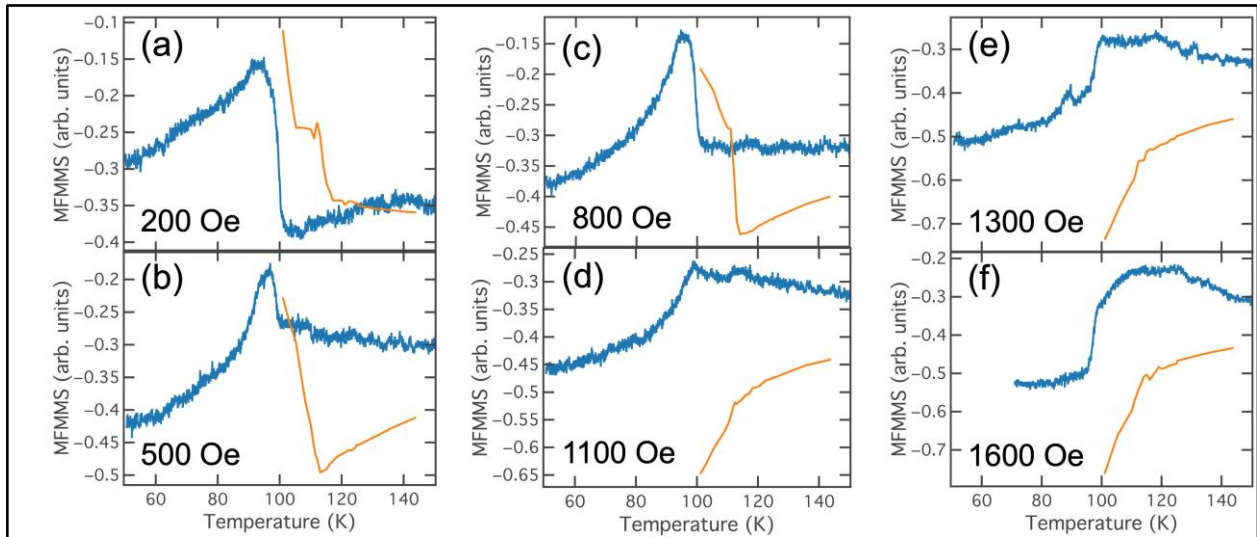 (a)
MFMMS (arb. units)
−0.1
−0.15
−0.2
−0.25
−0.3
−0.35
−0.4
200 Oe
(b)
MFMMS (arb. units)
−0.2
−0.25
−0.3
−0.35
−0.4
−0.45
−0.5
500 Oe
60 80 100 120 140
Temperature (K)
(c)
MFMMS (arb. units)
−0.15
−0.2
−0.25
−0.3
−0.35
−0.4
−0.45
800 Oe
(d)
MFMMS (arb. units)
−0.25
−0.3
−0.35
−0.4
−0.45
−0.5
−0.55
−0.6
−0.65
1100 Oe
60 80 100 120 140
Temperature (K)
(e)
MFMMS (arb. units)
−0.3
−0.4
−0.5
−0.6
−0.7
1300 Oe
(f)
MFMMS (arb. units)
−0.2
−0.3
−0.4
−0.5
−0.6
−0.7
1600 Oe
60 80 100 120 140
Temperature (K)